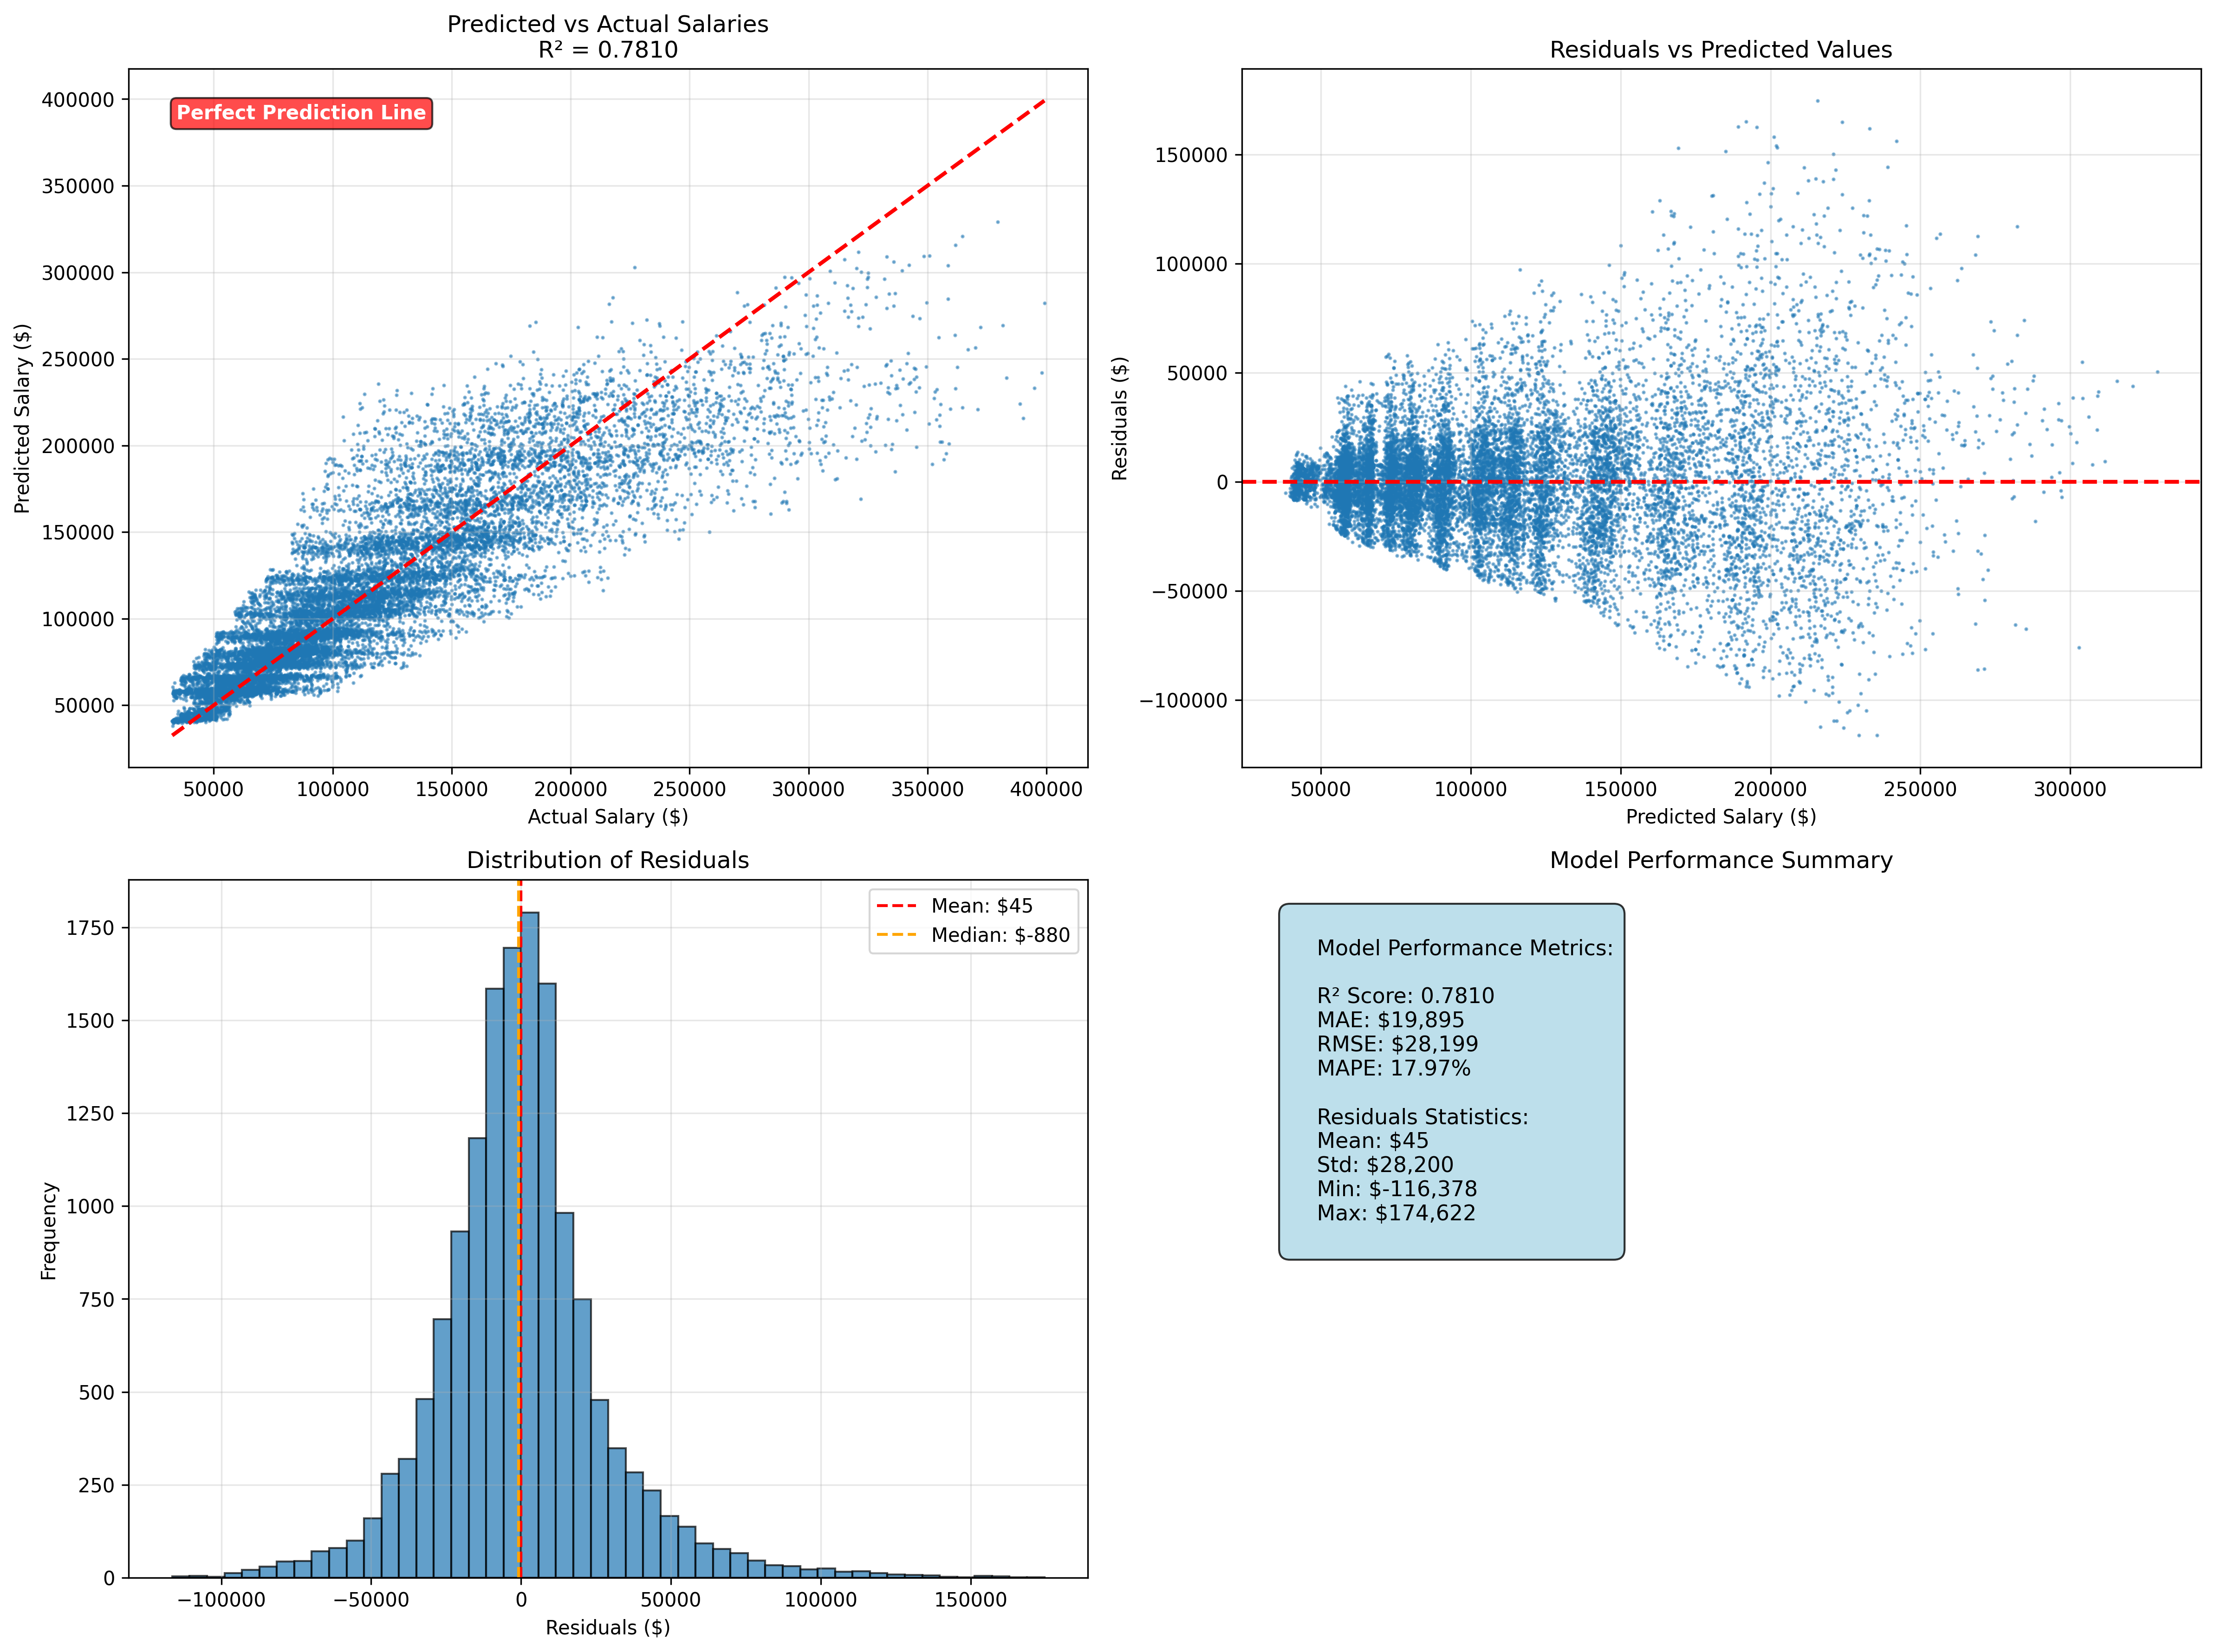 Predicted vs Actual Salaries
R² = 0.7810
Perfect Prediction Line
400000
350000
300000
250000
200000
150000
100000
50000
Predicted Salary ($)
50000 100000 150000 200000 250000 300000 350000 400000
Actual Salary ($)
Residuals vs Predicted Values
150000
100000
50000
0
−50000
−100000
Residuals ($)
50000 100000 150000 200000 250000 300000
Predicted Salary ($)
Distribution of Residuals
Mean: $45
Median: $-880
1750
1500
1250
1000
750
500
250
0
Frequency
−100000 −50000 0 50000 100000 150000
Residuals ($)
Model Performance Summary
Model Performance Metrics:
R² Score: 0.7810
MAE: $19,895
RMSE: $28,199
MAPE: 17.97%
Residuals Statistics:
Mean: $45
Std: $28,200
Min: $-116,378
Max: $174,622